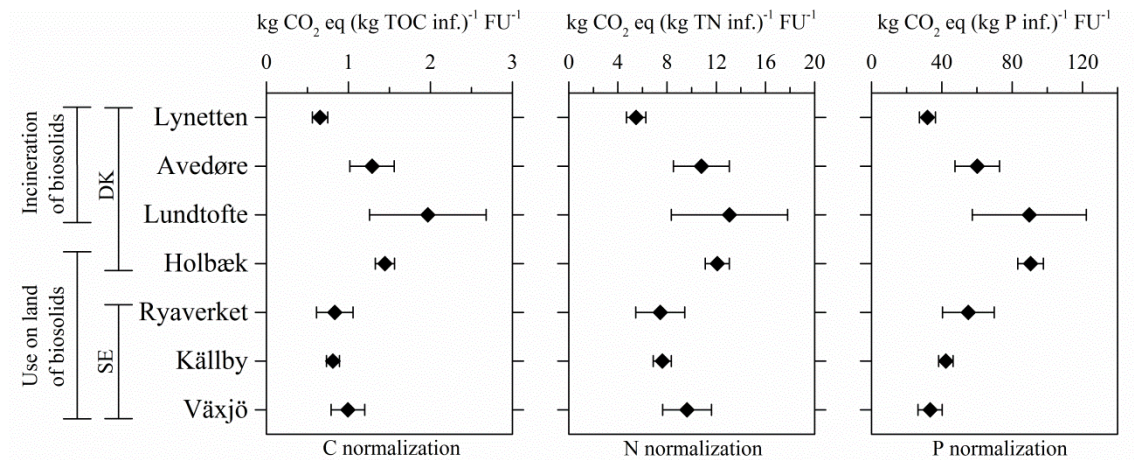 kg CO2 eq (kg TOC inf.)-1 FU-1
kg CO2 eq (kg TN inf.)-1 FU-1
kg CO2 eq (kg P inf.)-1 FU-1
0 1 2 3
0 4 8 12 16 20
0 40 80 120
Incineration
of biosolids
Use on land
of biosolids
DK
SE
Lynetten
Avedøre
Lundtofte
Holbæk
Ryaverket
Källby
Växjö
C normalization
N normalization
P normalization